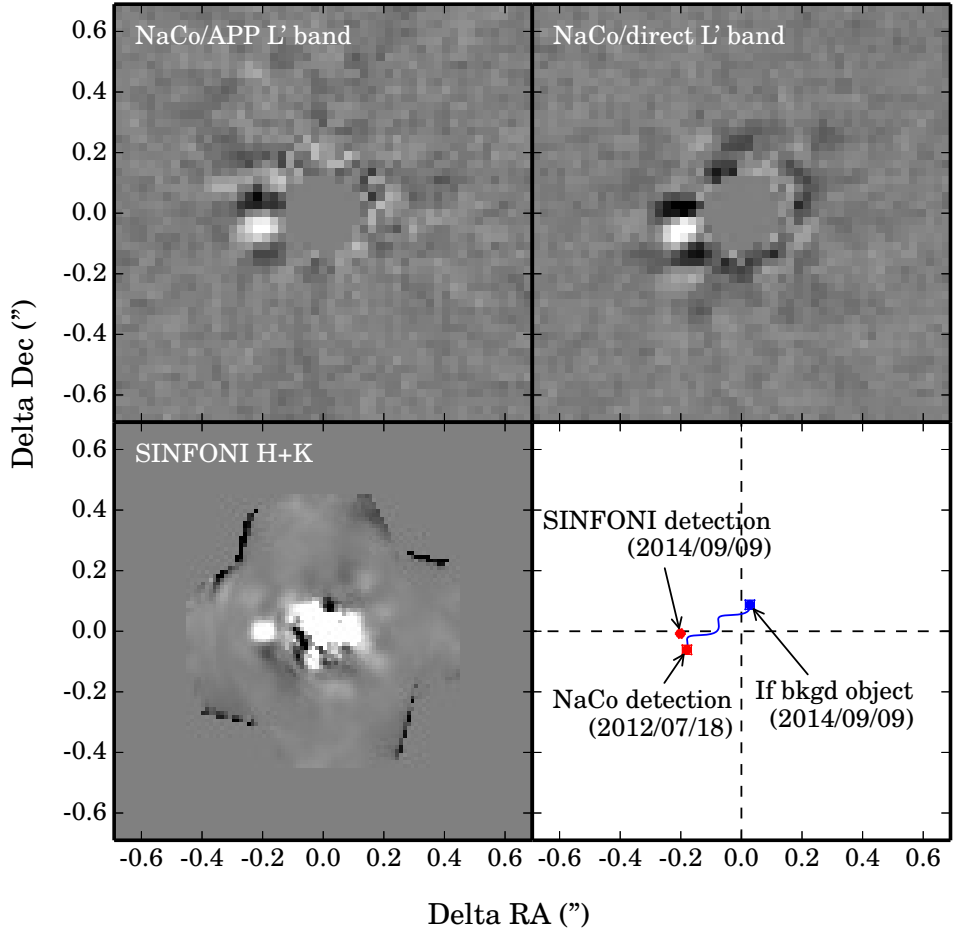 NaCo/APP L’ band
NaCo/direct L’ band
0.6
0.4
0.2
0.0
-0.2
-0.4
-0.6
Delta Dec (”)
SINFONI H+K
0.6
0.4
0.2
0.0
-0.2
-0.4
-0.6
SINFONI detection
(2014/09/09)
NaCo detection
(2012/07/18)
If bkgd object
(2014/09/09)
-0.6 -0.4 -0.2 0.0 0.2 0.4 0.6
-0.6 -0.4 -0.2 0.0 0.2 0.4 0.6
Delta RA (”)